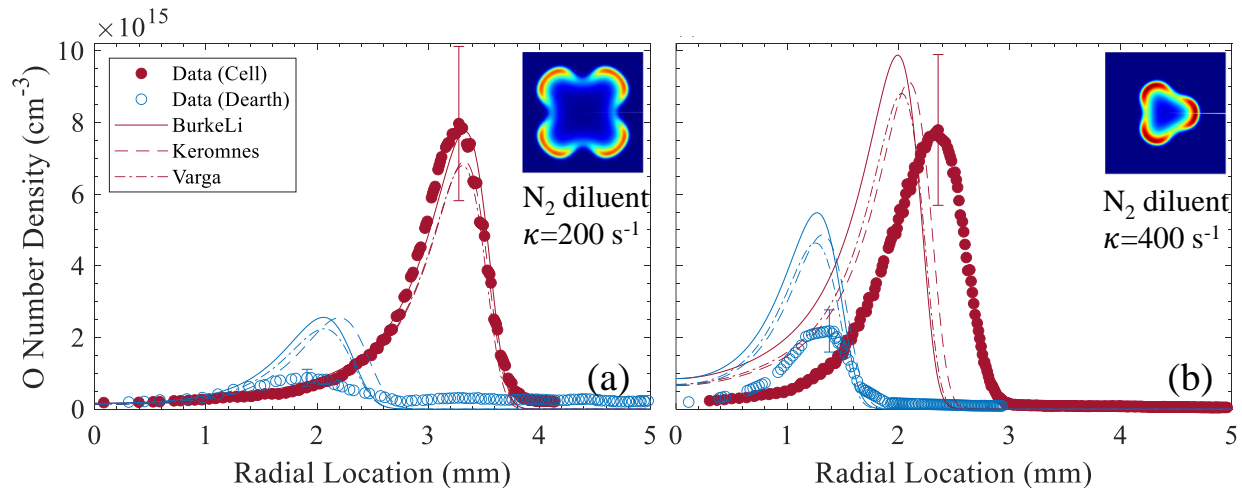 ×10¹⁵
10
8
6
4
2
0
O Number Density (cm⁻³)
Data (Cell)
Data (Dearth)
BurkeLi
Keromnes
Varga
N₂ diluent
κ=200 s⁻¹
(a)
0 1 2 3 4 5
Radial Location (mm)
N₂ diluent
κ=400 s⁻¹
(b)
0 1 2 3 4 5
Radial Location (mm)